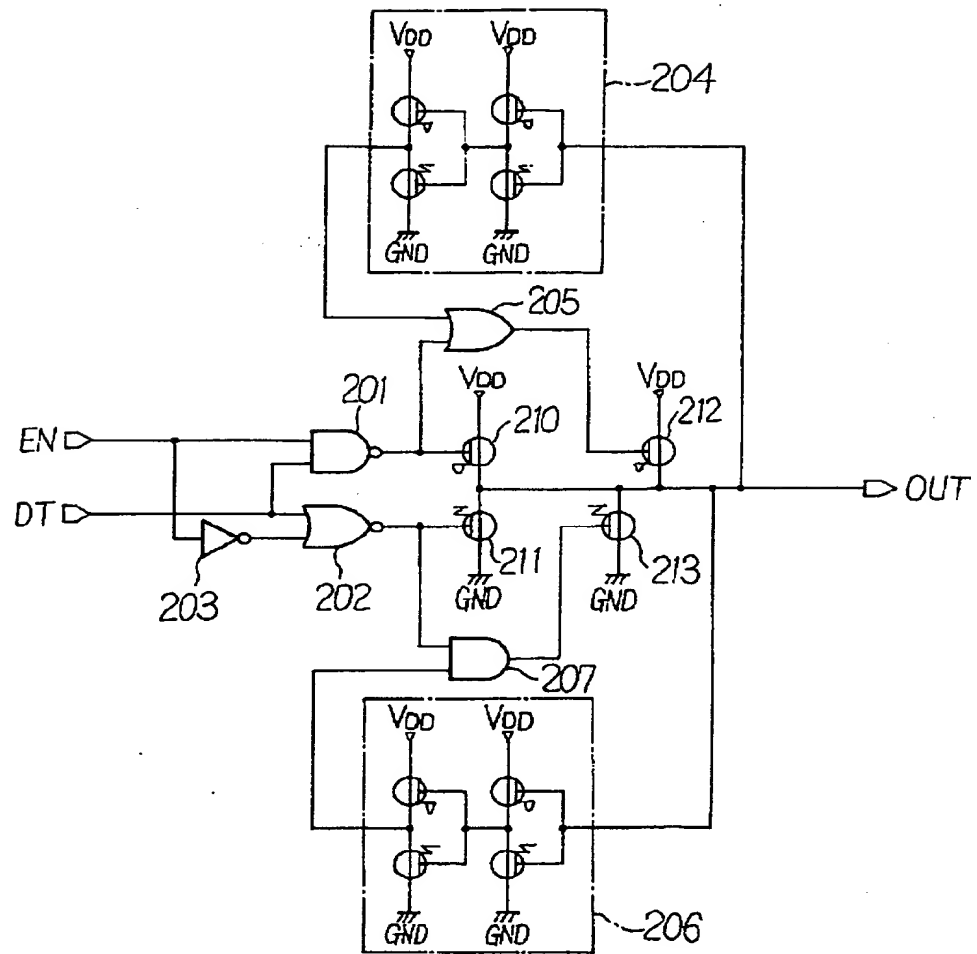 VDD VDD
204
GND GND
205
201
VDD
210
VDD
212
EN
OUT
DT
203
202
211
GND
213
GND
207
VDD VDD
GND GND
206